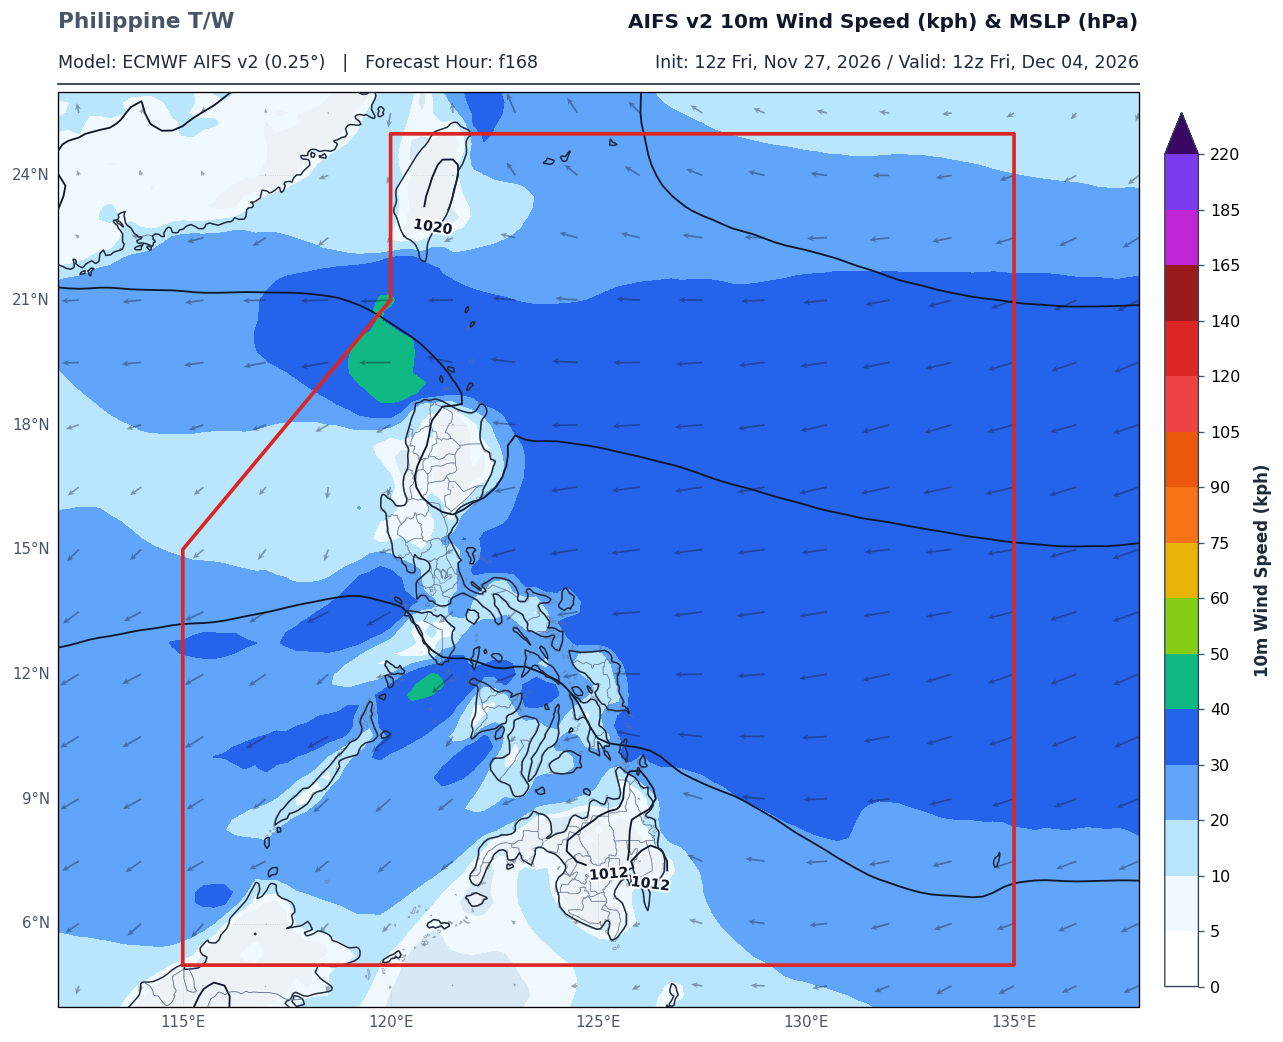 Philippine T/W
AIFS v2 10m Wind Speed (kph) & MSLP (hPa)
Model: ECMWF AIFS v2 (0.25°) | Forecast Hour: f168
Init: 12z Fri, Nov 27, 2026 / Valid: 12z Fri, Dec 04, 2026
24°N
21°N
18°N
15°N
12°N
9°N
6°N
1020
1012
1012
115°E
120°E
125°E
130°E
135°E
220
185
165
140
120
105
90
75
60
50
40
30
20
10
5
0
10m Wind Speed (kph)